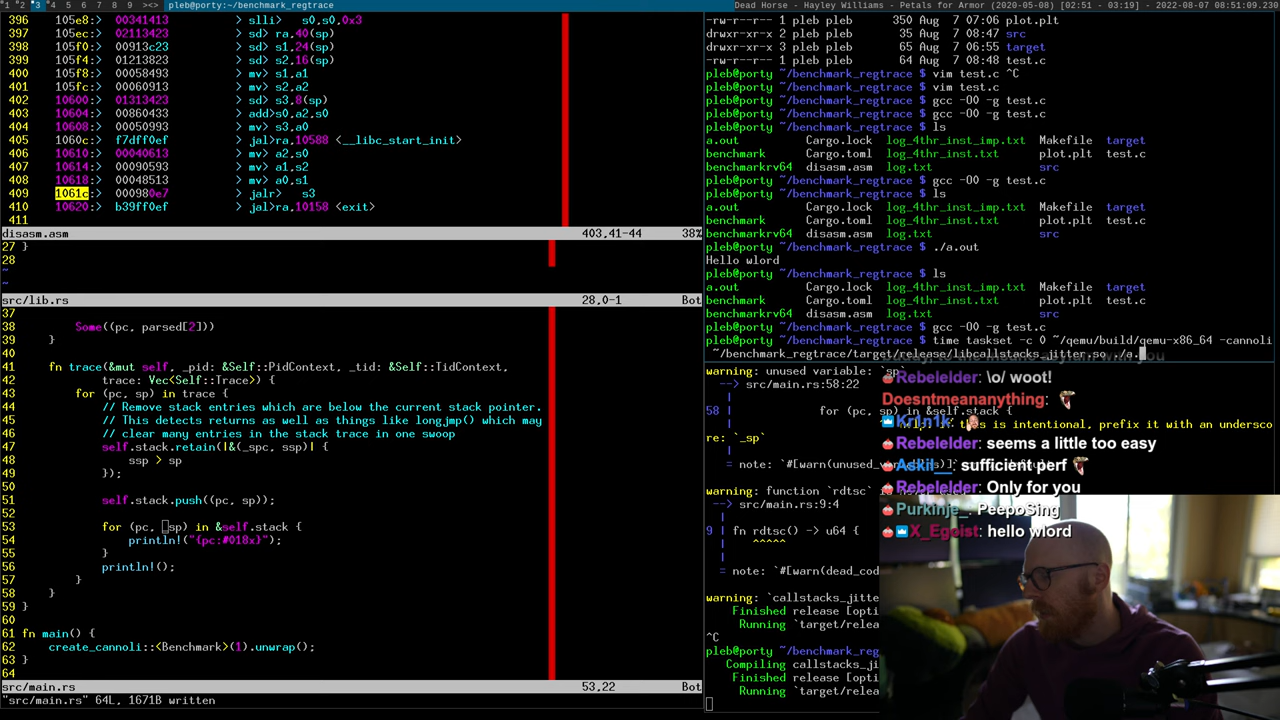 1 2 3 4 5 6 7 8 9 ><> pleb@porty:~/benchmark_regtrace Dead Horse - Hayley Williams - Petals for Armor (2020-05-08) [02:51 - 03:19] - 2022-08-07 08:51:09.230
396 105e8:> 00341413 > slli> s0,s0,0x3
397 105ec:> 02113423 > sd> ra,40(sp)
398 105f0:> 00913c23 > sd> s1,24(sp)
399 105f4:> 01213823 > sd> s2,16(sp)
400 105f8:> 00058493 > mv> s1,a1
401 105fc:> 00060913 > mv> s2,a2
402 10600:> 01313423 > sd> s3,8(sp)
403 10604:> 00860433 > add>s0,a2,s0
404 10608:> 00050993 > mv> s3,a0
405 1060c:> f7dff0ef > jal>ra,10588 <__libc_start_init>
406 10610:> 00040613 > mv> a2,s0
407 10614:> 00090593 > mv> a1,s2
408 10618:> 00048513 > mv> a0,s1
409 1061c:> 000980e7 > jalr> s3
410 10620:> b39ff0ef > jal>ra,10158 <exit>
411
disasm.asm 403,41-44 38%
27 }
28
~
~
src/lib.rs 28,0-1 Bot
37
38 Some((pc, parsed[2]))
39 }
40
41 fn trace(&mut self, _pid: &Self::PidContext, _tid: &Self::TidContext,
42 trace: Vec<Self::Trace>) {
43 for (pc, sp) in trace {
44 // Remove stack entries which are below the current stack pointer.
45 // This detects returns as well as things like longjmp() which may
46 // clear many entries in the stack trace in one swoop
47 self.stack.retain(|&(_spc, ssp)| {
48 ssp > sp
49 });
50
51 self.stack.push((pc, sp));
52
53 for (pc, _sp) in &self.stack {
54 println!("{pc:#018x}");
55 }
56 println!();
57 }
58 }
59 }
60
61 fn main() {
62 create_cannoli::<Benchmark>(1).unwrap();
63 }
64
src/main.rs 53,22 Bot
"src/main.rs" 64L, 1671B written
-rw-r--r-- 1 pleb pleb 350 Aug 7 07:06 plot.plt
drwxr-xr-x 2 pleb pleb 35 Aug 7 08:47 src
drwxr-xr-x 3 pleb pleb 65 Aug 7 06:55 target
-rw-r--r-- 1 pleb pleb 64 Aug 7 08:48 test.c
pleb@porty ~/benchmark_regtrace $ vim test.c ^C
pleb@porty ~/benchmark_regtrace $ vim test.c
pleb@porty ~/benchmark_regtrace $ gcc -O0 -g test.c
pleb@porty ~/benchmark_regtrace $ gcc -O0 -g test.c
pleb@porty ~/benchmark_regtrace $ ls
a.out Cargo.lock log_4thr_inst_imp.txt Makefile target
benchmark Cargo.toml log_4thr_inst.txt plot.plt test.c
benchmarkrv64 disasm.asm log.txt src
pleb@porty ~/benchmark_regtrace $ gcc -O0 -g test.c
pleb@porty ~/benchmark_regtrace $ ls
a.out Cargo.lock log_4thr_inst_imp.txt Makefile target
benchmark Cargo.toml log_4thr_inst.txt plot.plt test.c
benchmarkrv64 disasm.asm log.txt src
pleb@porty ~/benchmark_regtrace $ ./a.out
Hello wlord
pleb@porty ~/benchmark_regtrace $ ls
a.out Cargo.lock log_4thr_inst_imp.txt Makefile target
benchmark Cargo.toml log_4thr_inst.txt plot.plt test.c
benchmarkrv64 disasm.asm log.txt src
pleb@porty ~/benchmark_regtrace $ gcc -O0 -g test.c
pleb@porty ~/benchmark_regtrace $ time taskset -c 0 ~/qemu/build/qemu-x86_64 -cannoli
~/benchmark_regtrace/target/release/libcallstacks_jitter.so ./a.
warning: unused variable: `sp`
--> src/main.rs:58:22
58 for (pc, sp) in &self.stack {
is is intentional, prefix it with an undersco
re: `_sp`
= note: `#[warn(unused_
warning: function `rdtsc`
--> src/main.rs:9:4
9 | fn rdtsc() -> u64 {
^^^^^
= note: `#[warn(dead_cod
warning: `callstacks_jit
Finished release [opti
Running `target/relea
^C
pleb@porty ~/benchmark_reg
Compiling callstacks_ji
Finished release [opti
Running `target/relea
Rebelelder: \o/ woot!
Doesntmeananything:
Kr1n1k:
Rebelelder: seems a little too easy
Askil__: sufficient perf
Rebelelder: Only for you
Purkinje_: PeepoSing
X_Egoist: hello wlord